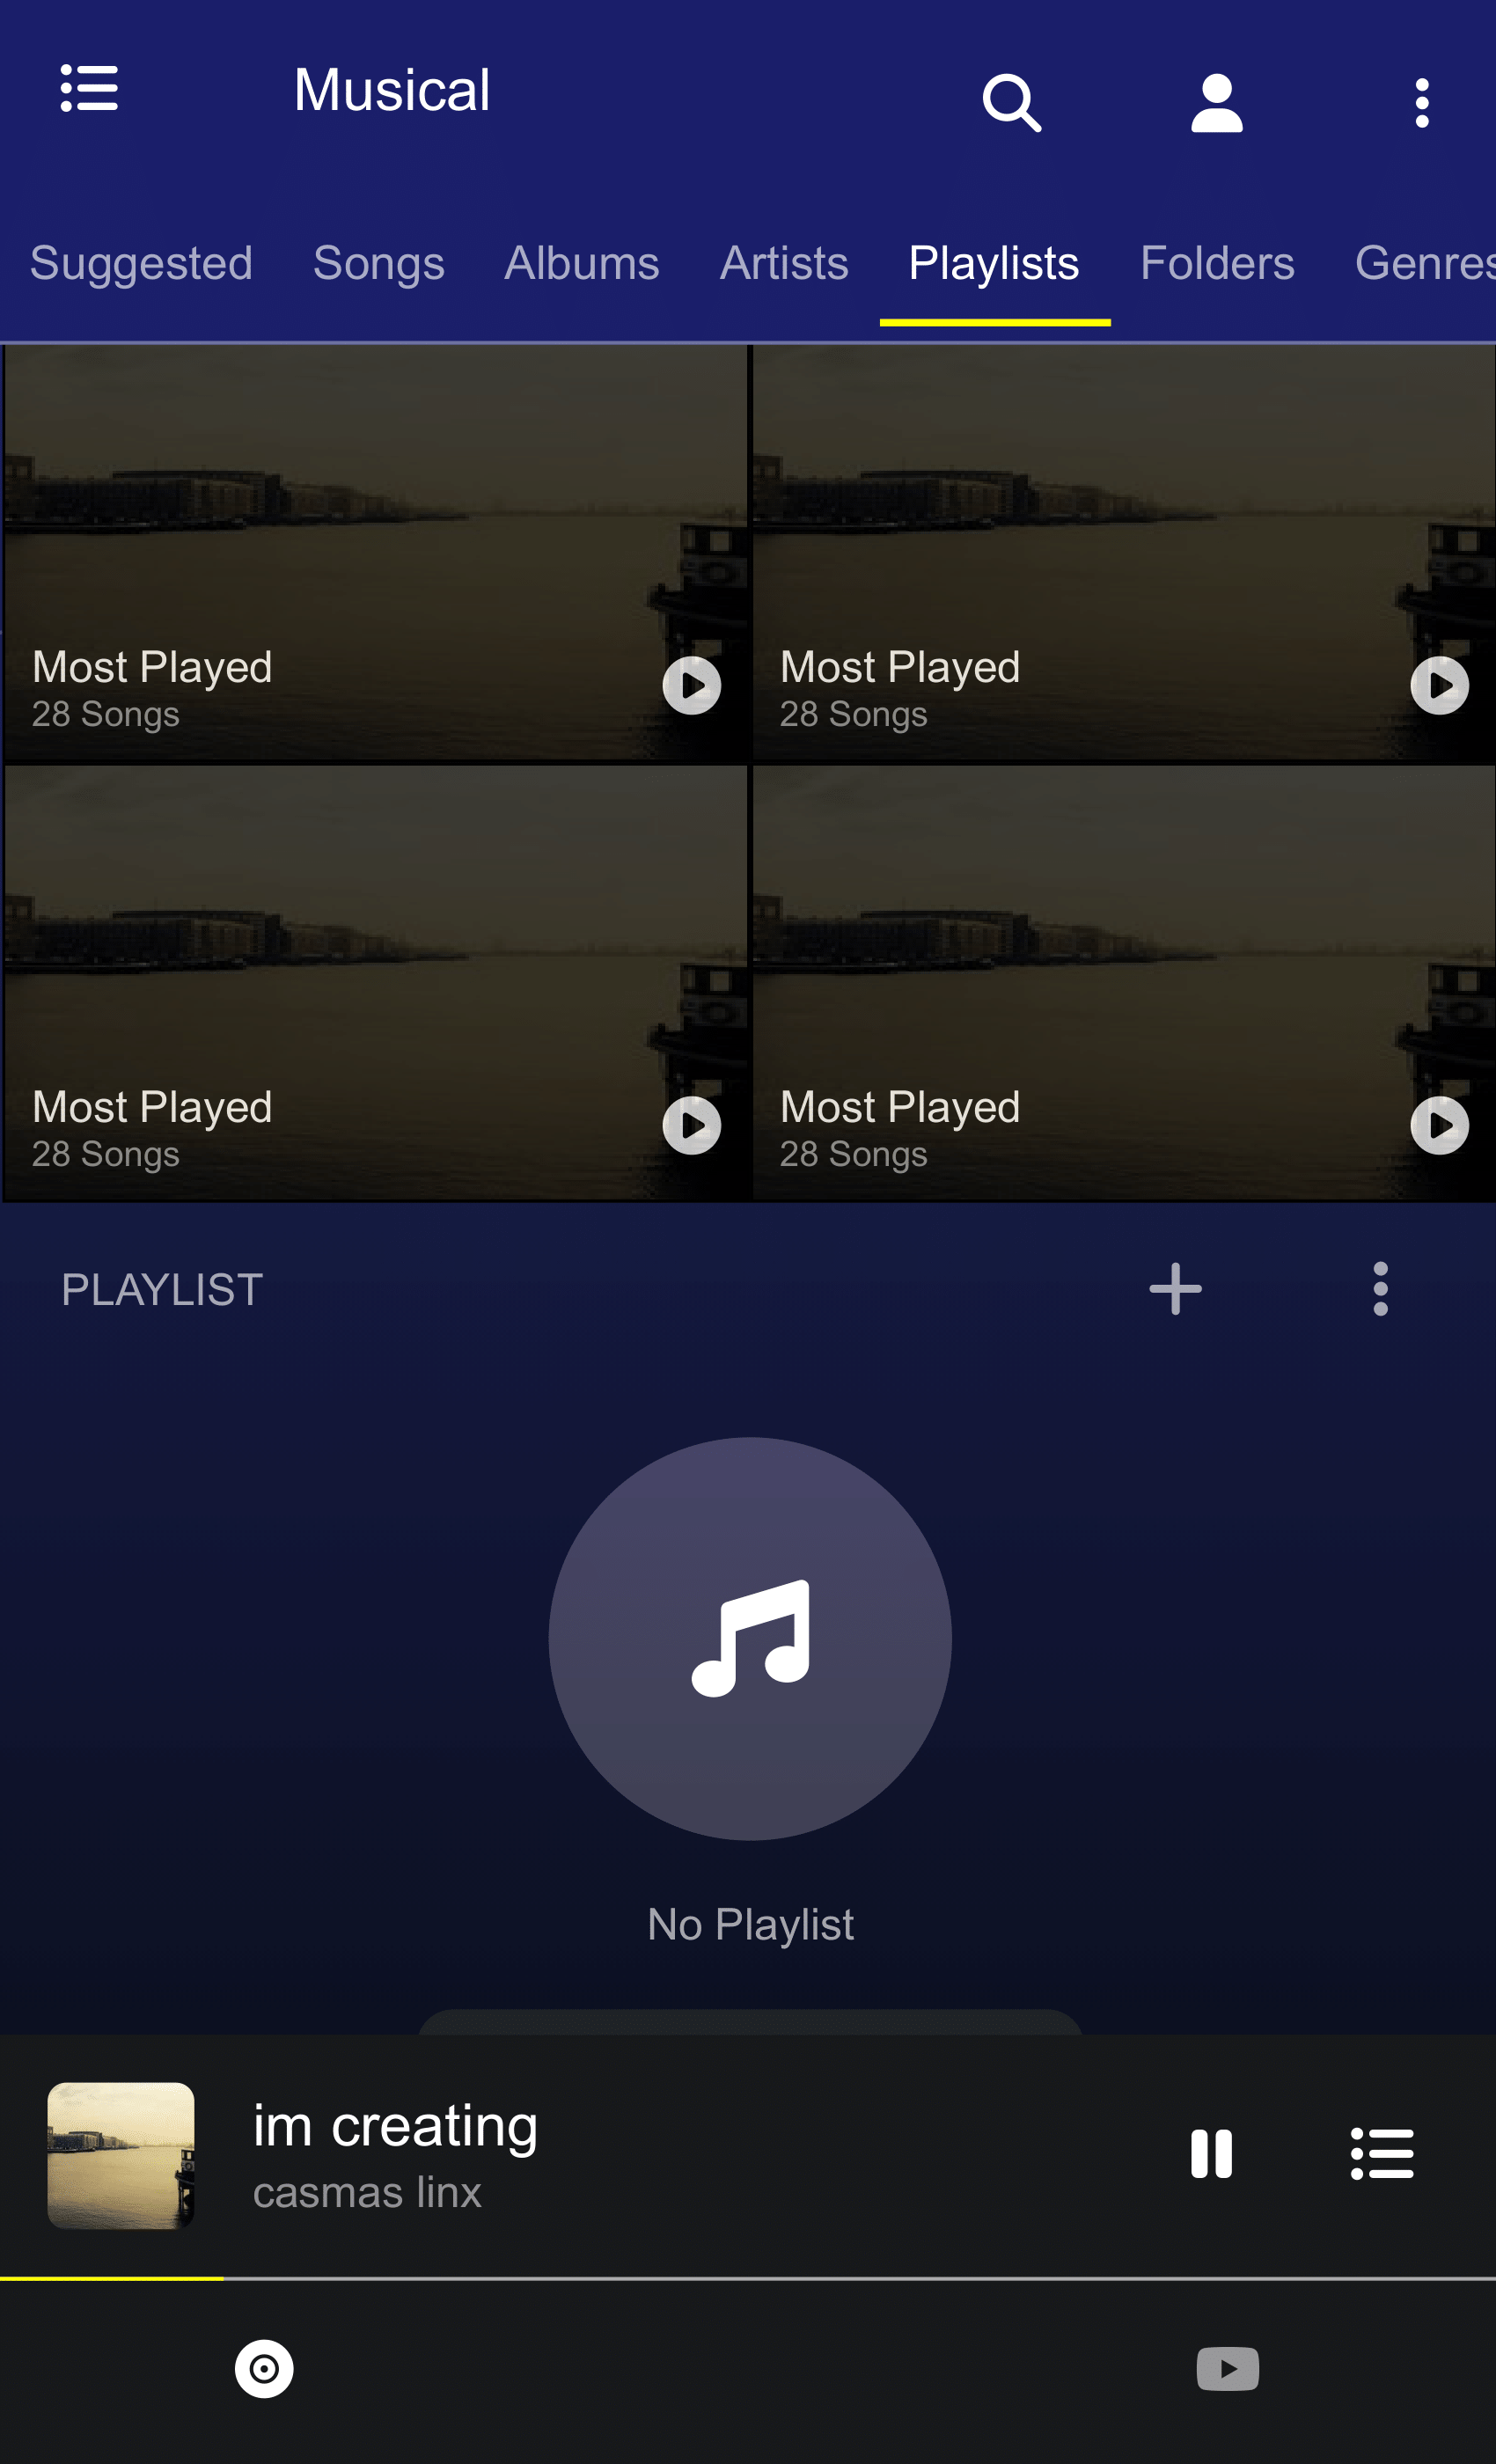 Musical
Suggested Songs Albums Artists Playlists Folders Genres
Most Played
28 Songs
Most Played
28 Songs
Most Played
28 Songs
Most Played
28 Songs
PLAYLIST
No Playlist
im creating
casmas linx